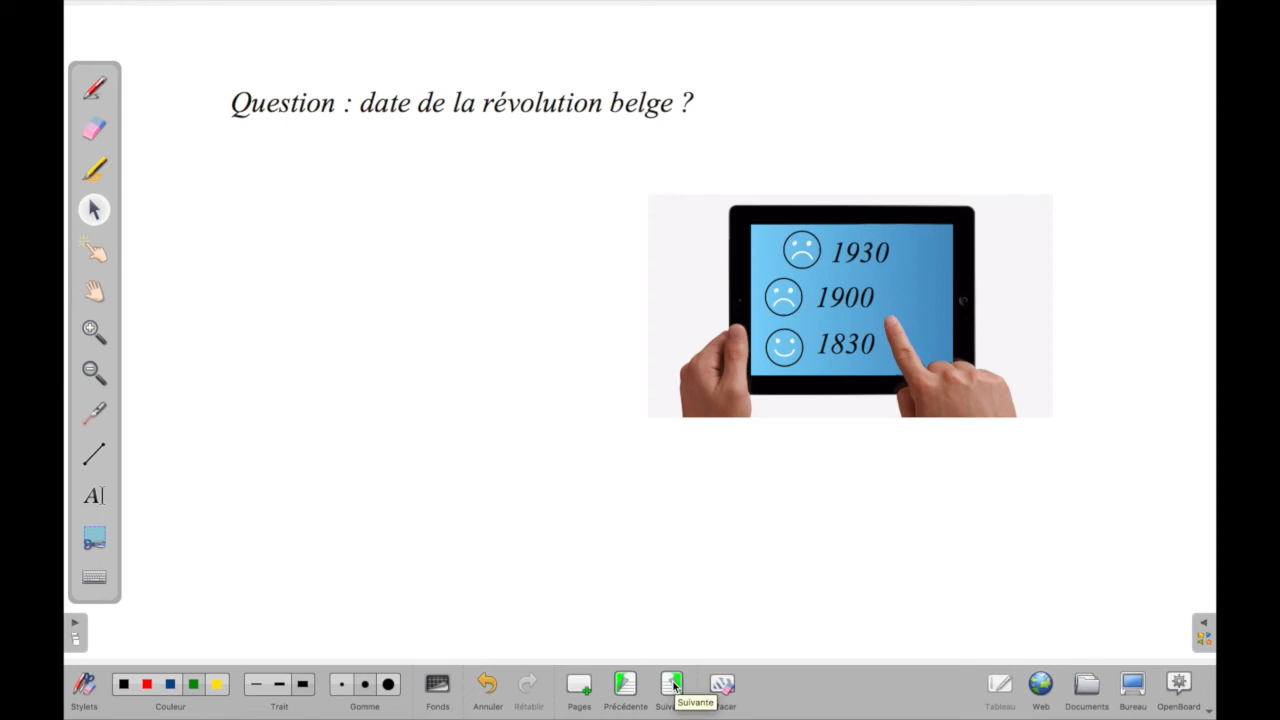 Question : date de la révolution belge ?
1930
1900
1830
A
Suivante
Stylets
Couleur
Trait
Gomme
Fonds
Annuler
Rétablir
Pages
Précédente
Tableau
Web
Documents
Bureau
OpenBoard